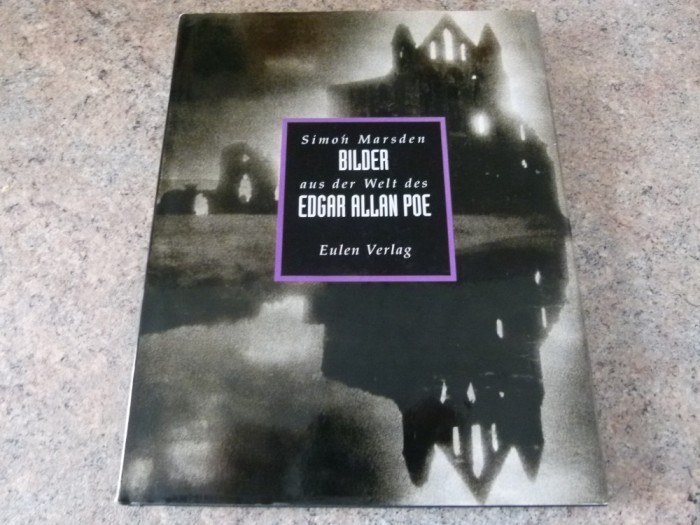 Simon Marsden
BILDER
aus der Welt des
EDGAR ALLAN POE
Eulen Verlag